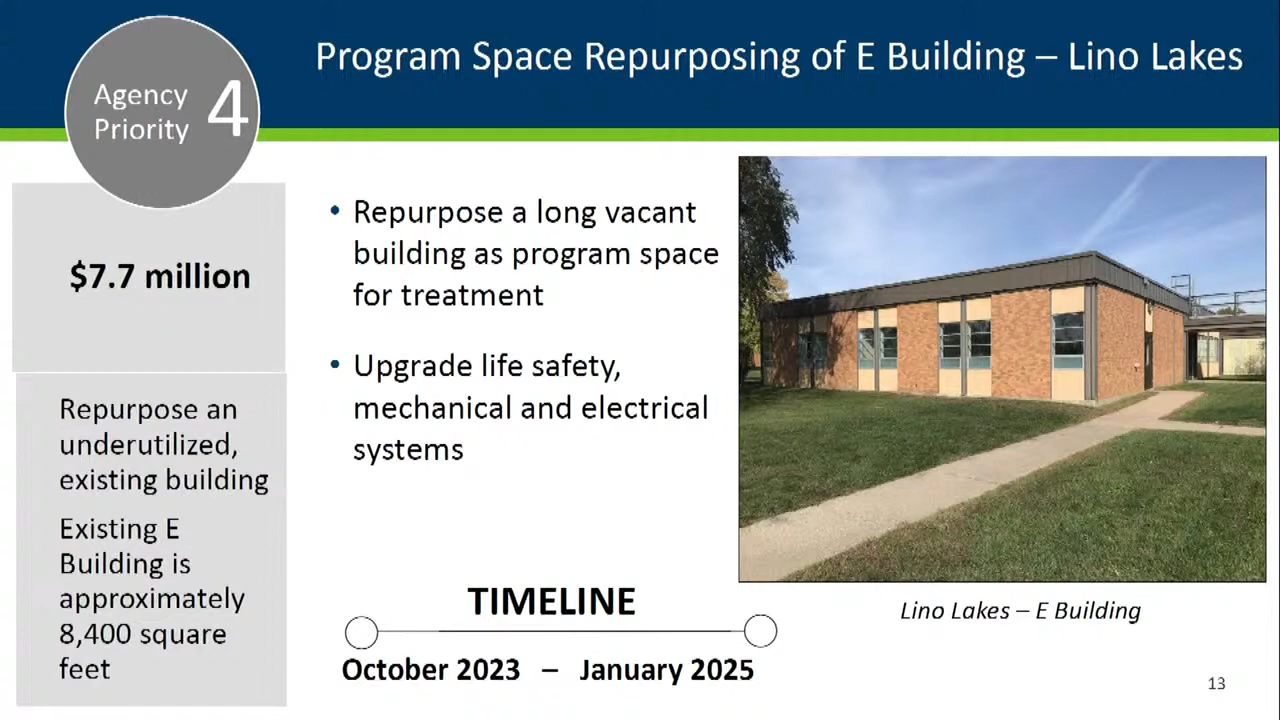 Program Space Repurposing of E Building – Lino Lakes
Agency
Priority
4
$7.7 million
Repurpose an
underutilized,
existing building
Existing E
Building is
approximately
8,400 square
feet
• Repurpose a long vacant
building as program space
for treatment
• Upgrade life safety,
mechanical and electrical
systems
TIMELINE
October 2023 – January 2025
Lino Lakes – E Building
13